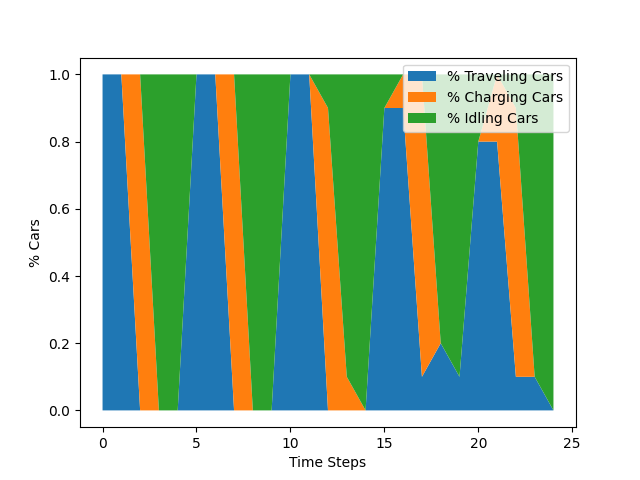 % Traveling Cars
% Charging Cars
% Idling Cars
% Cars
1.0
0.8
0.6
0.4
0.2
0.0
0 5 10 15 20 25
Time Steps